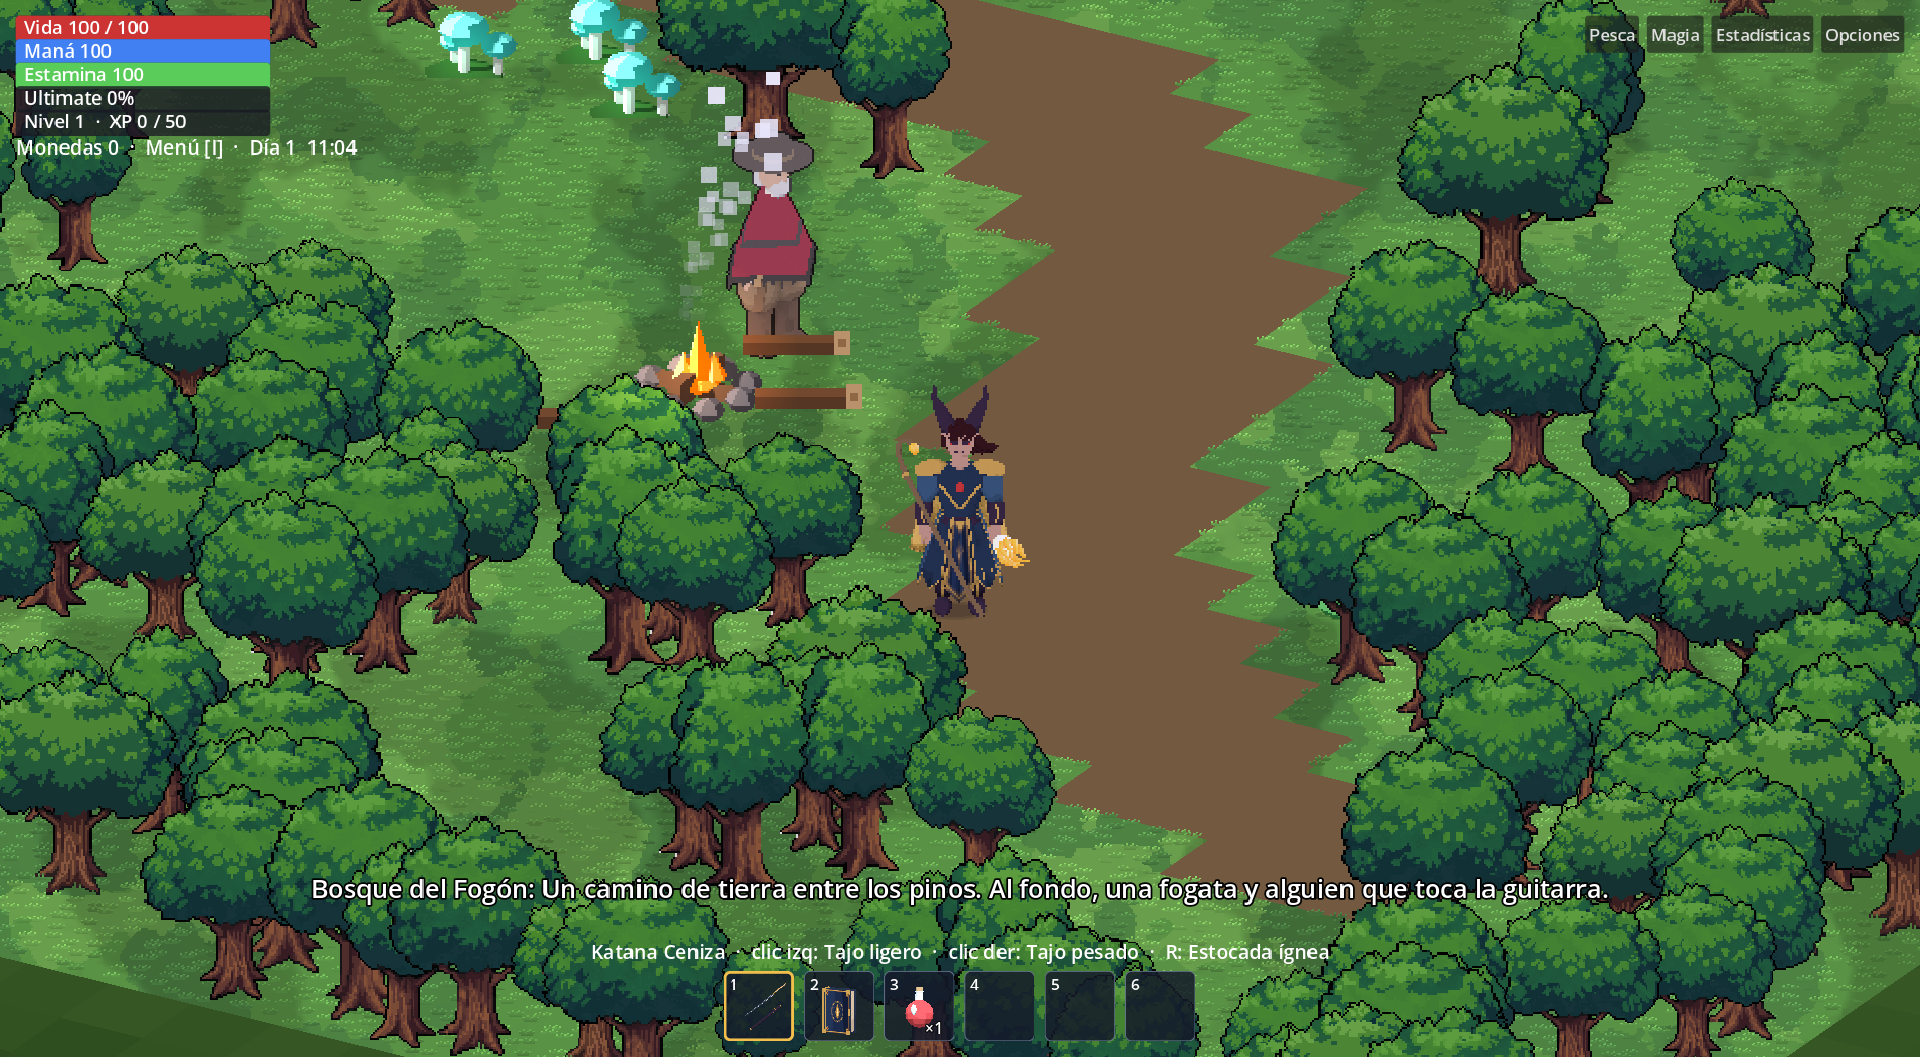 Vida 100 / 100
Maná 100
Estamina 100
Ultimate 0%
Nivel 1 · XP 0 / 50
Monedas 0 · Menú [I] · Día 1 11:04
Pesca Magia Estadísticas Opciones
Bosque del Fogón: Un camino de tierra entre los pinos. Al fondo, una fogata y alguien que toca la guitarra.
Katana Ceniza · clic izq: Tajo ligero · clic der: Tajo pesado · R: Estocada ígnea
1 2 3 4 5 6
×1